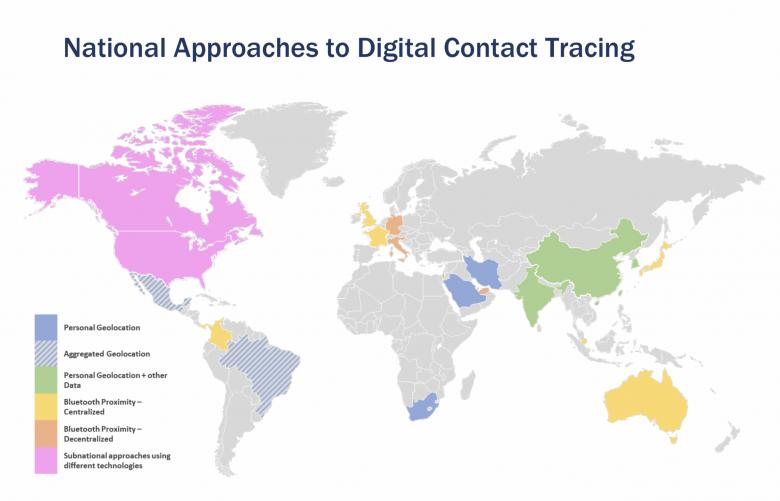 National Approaches to Digital Contact Tracing
Personal Geolocation
Aggregated Geolocation
Personal Geolocation + other
Data
Bluetooth Proximity –
Centralized
Bluetooth Proximity –
Decentralized
Subnational approaches using
different technologies